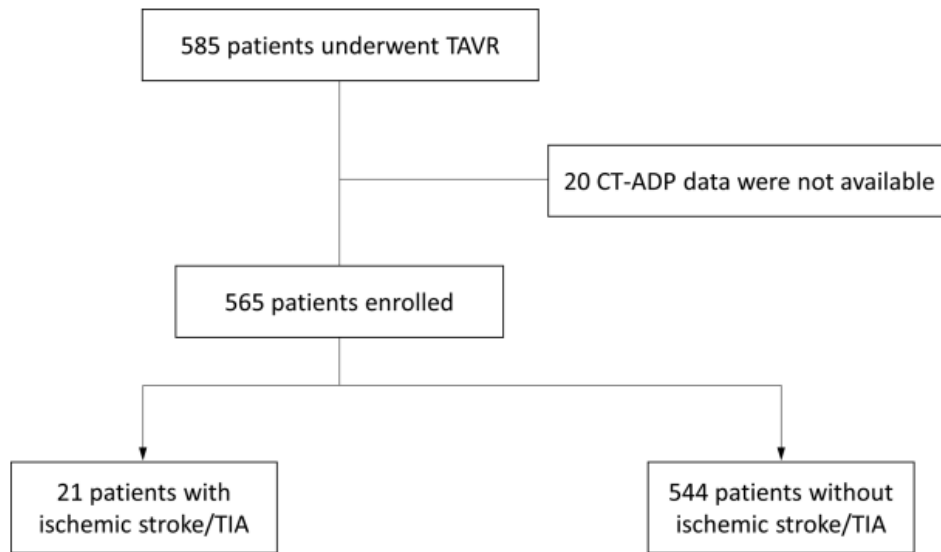 585 patients underwent TAVR
20 CT-ADP data were not available
565 patients enrolled
21 patients with
ischemic stroke/TIA
544 patients without
ischemic stroke/TIA